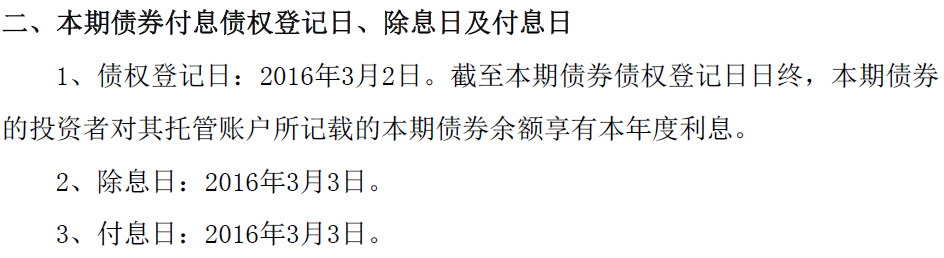 二、本期债券付息债权登记日、除息日及付息日
1、债权登记日：2016年3月2日。截至本期债券债权登记日日终，本期债券
的投资者对其托管账户所记载的本期债券余额享有本年度利息。
2、除息日：2016年3月3日。
3、付息日：2016年3月3日。